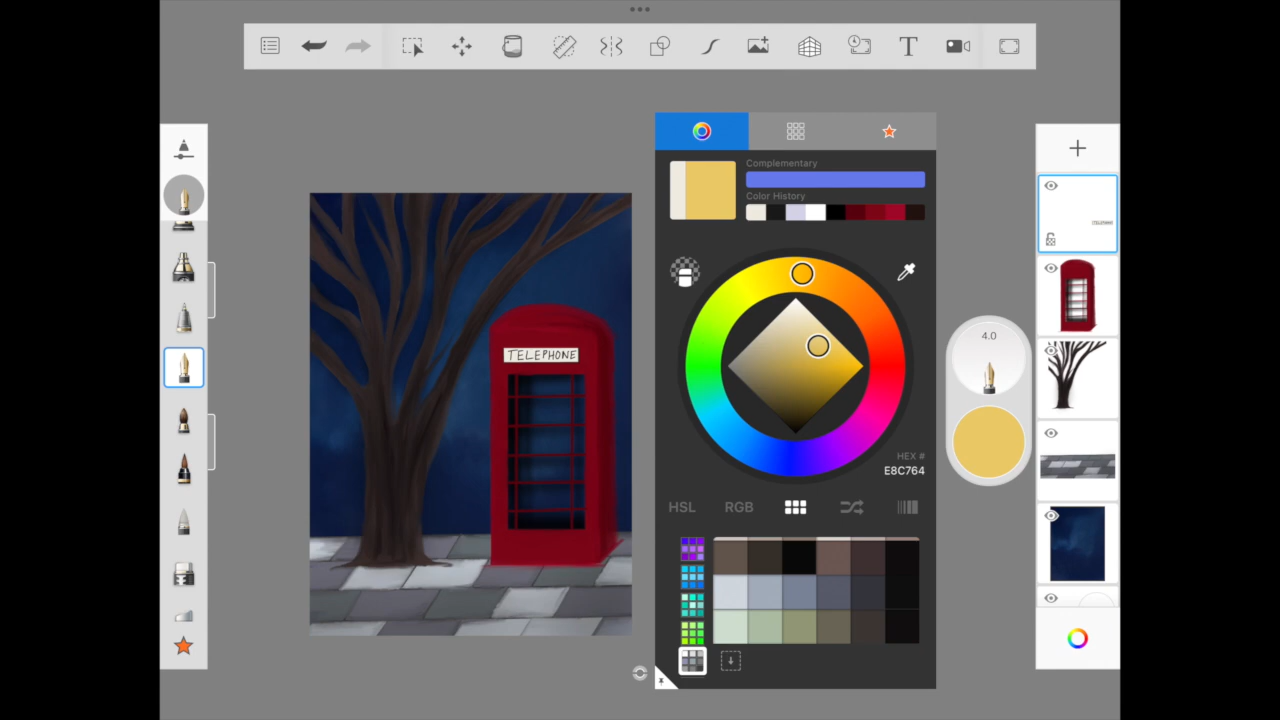 Complementary
Color History
TELEPHONE
4.0
HEX #
E8C764
HSL
RGB